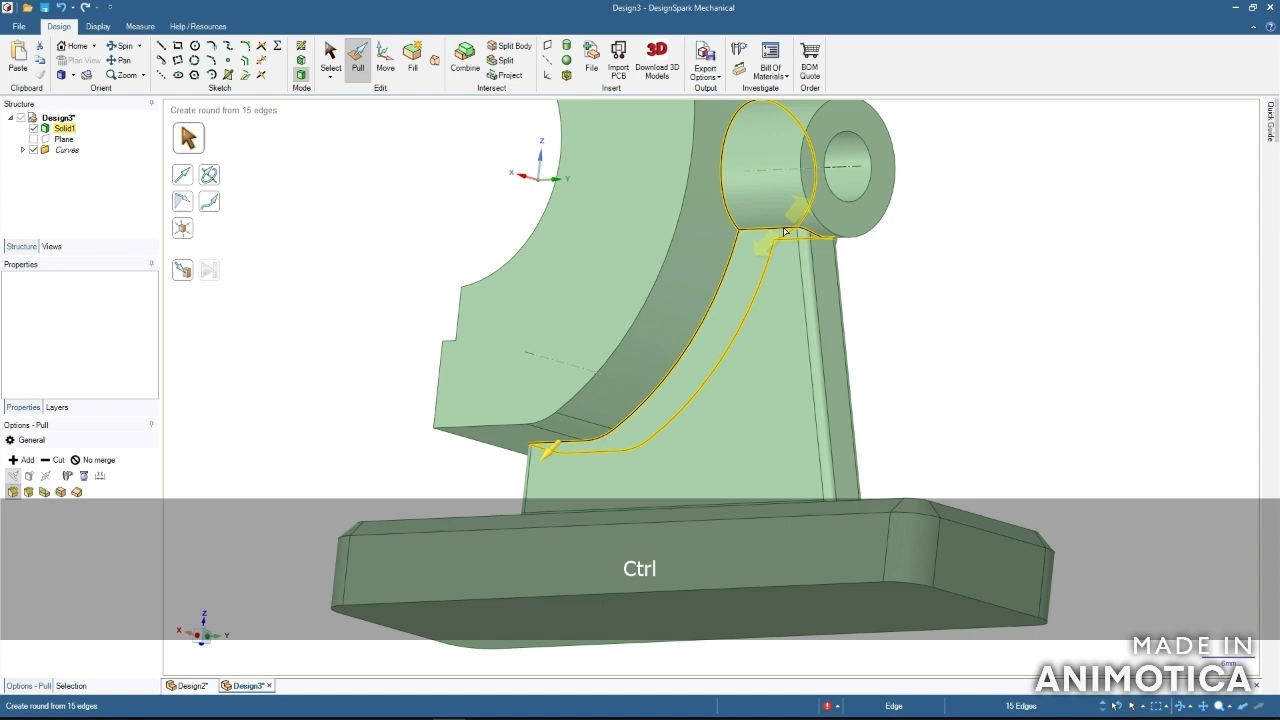 Design3 - DesignSpark Mechanical
File Design Display Measure Help / Resources
Paste
Home
Plan View
Spin
Pan
Zoom
Select
Pull
Move
Fill
Combine
Split Body
Split
Project
File
Import PCB
Download 3D Models
3D
Export Options
Bill Of Materials
BOM Quote
Clipboard Orient Sketch Mode Edit Intersect Insert Output Investigate Order
Structure
Design3*
Solid1
Plane
Curves
Structure Views
Properties
Properties Layers
Options - Pull
General
Add Cut No merge
Options - Pull Selection
Create round from 15 edges
Quick Guide
Z
X
Y
Ctrl
Z
X
Y
MADE IN
ANIMOTICA
6mm
Design2* Design3*
Create round from 15 edges
Edge
15 Edges